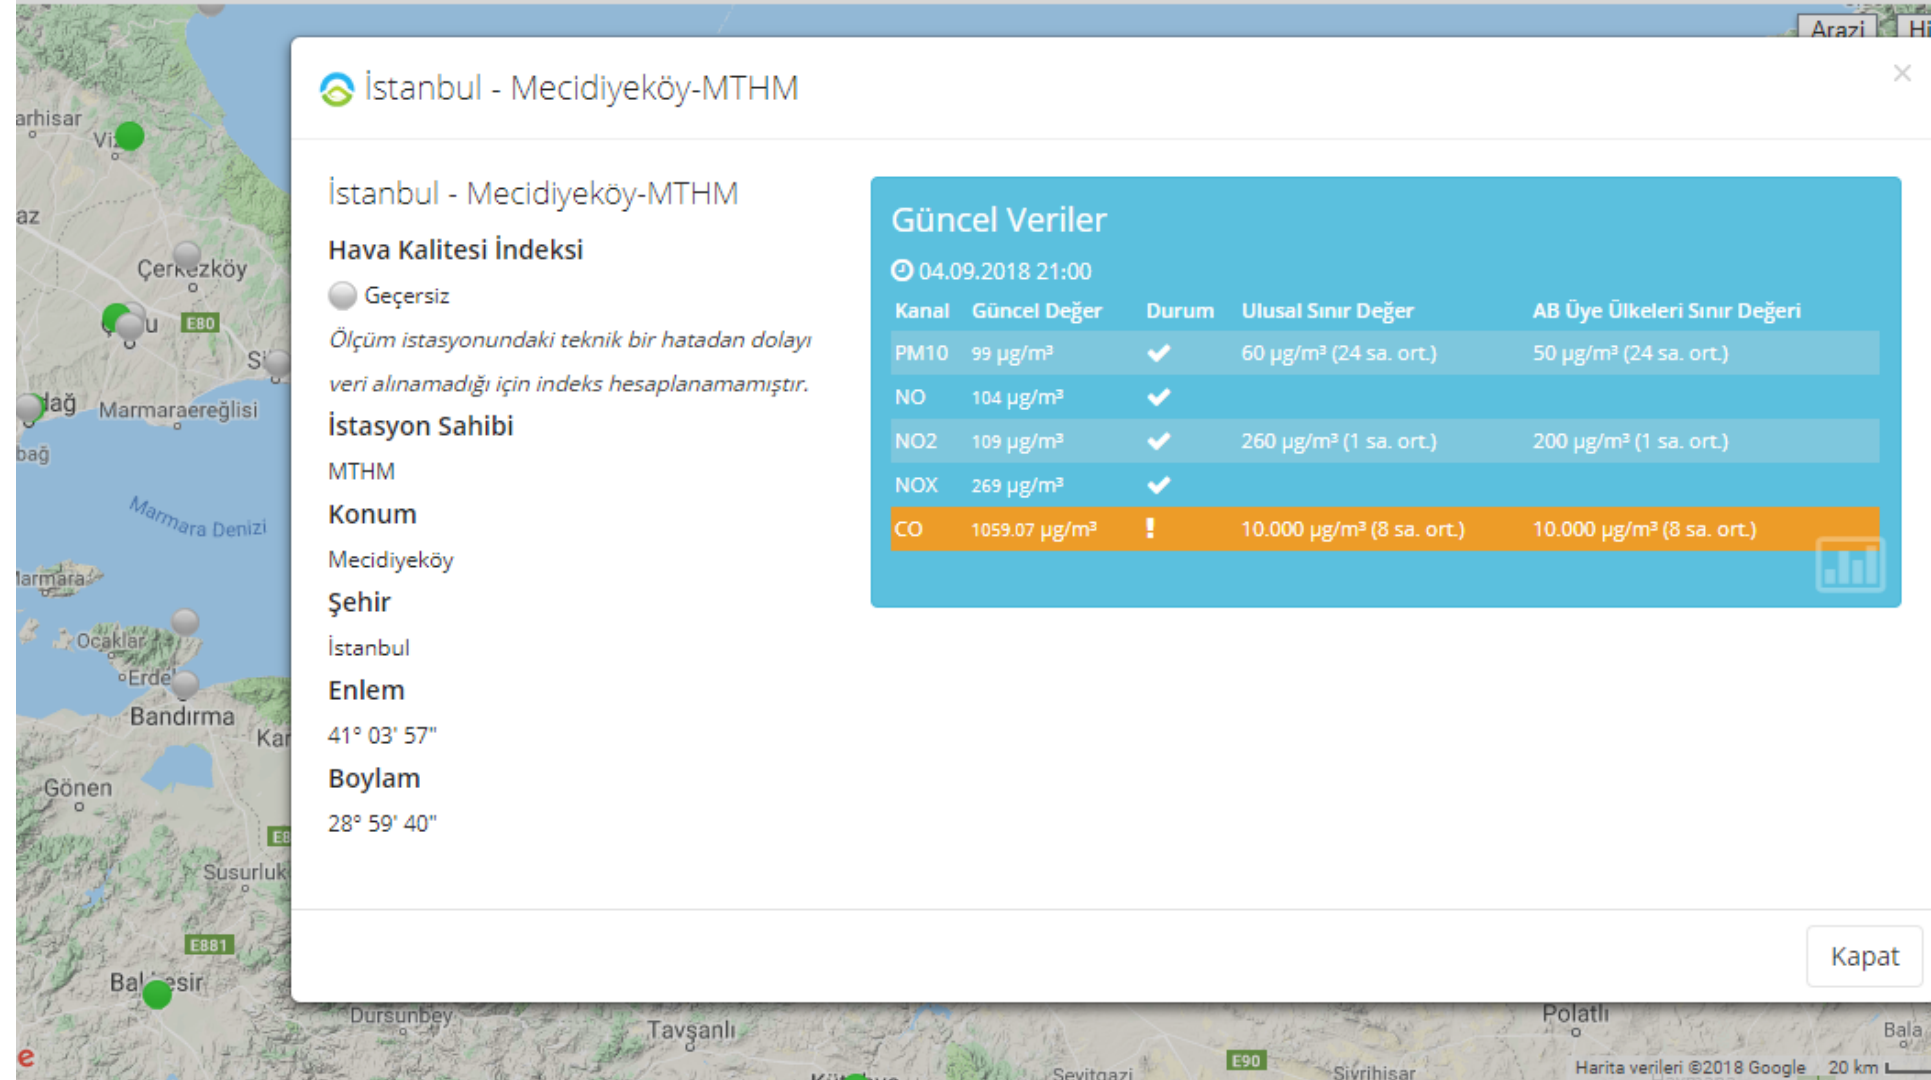 Arazi
İstanbul - Mecidiyeköy-MTHM
×
İstanbul - Mecidiyeköy-MTHM
Hava Kalitesi İndeksi
Geçersiz
Ölçüm istasyonundaki teknik bir hatadan dolayı
veri alınamadığı için indeks hesaplanamamıştır.
İstasyon Sahibi
MTHM
Konum
Mecidiyeköy
Şehir
İstanbul
Enlem
41° 03' 57"
Boylam
28° 59' 40"
Güncel Veriler
04.09.2018 21:00
Kanal Güncel Değer Durum Ulusal Sınır Değer AB Üye Ülkeleri Sınır Değeri
PM10 99 µg/m³ 60 µg/m³ (24 sa. ort.) 50 µg/m³ (24 sa. ort.)
NO 104 µg/m³
NO2 109 µg/m³ 260 µg/m³ (1 sa. ort.) 200 µg/m³ (1 sa. ort.)
NOX 269 µg/m³
CO 1059.07 µg/m³ ! 10.000 µg/m³ (8 sa. ort.) 10.000 µg/m³ (8 sa. ort.)
Kapat
Çerkezköy
E80
Marmaraereğlisi
Marmara Denizi
Ocaklar
Bandırma
Gönen
Susurluk
E881
Dursunbey
Tavşanlı
Seyitgazi
E90
Sivrihisar
Polatlı
Bala
Harita verileri ©2018 Google 20 km